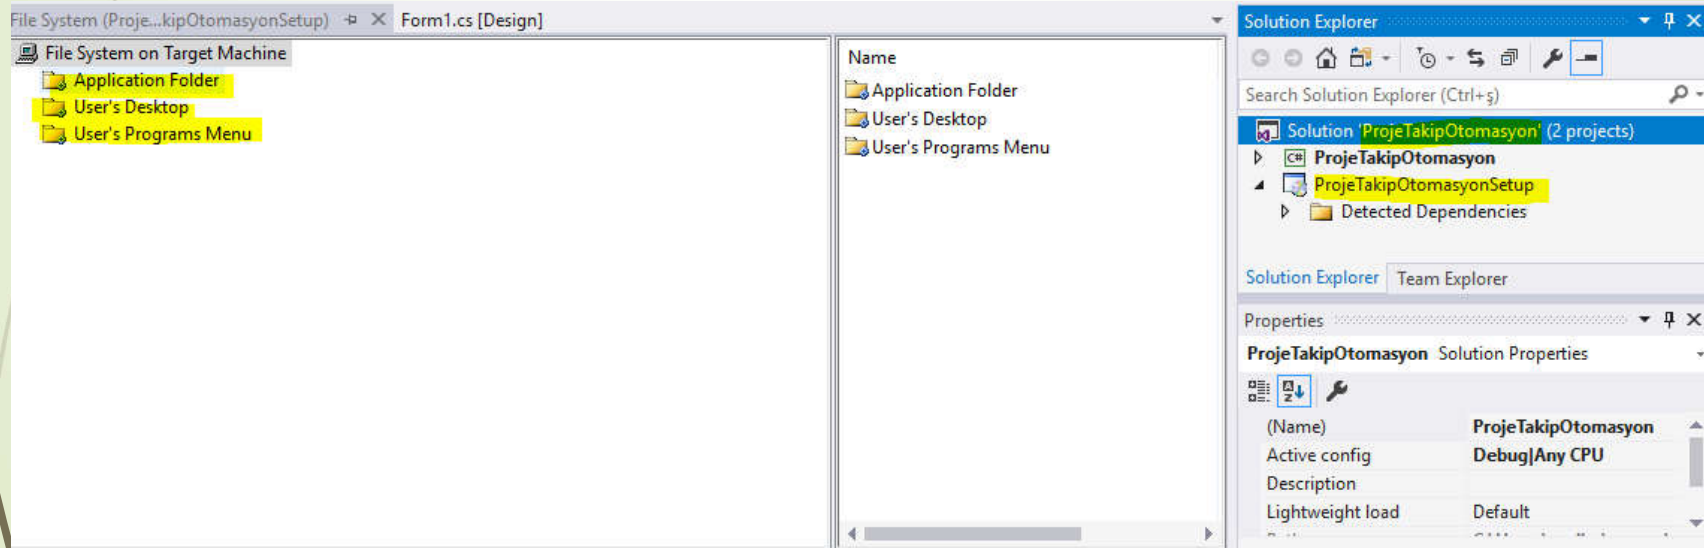 File System (Proje...kipOtomasyonSetup)
Form1.cs [Design]
File System on Target Machine
Application Folder
User's Desktop
User's Programs Menu
Name
Application Folder
User's Desktop
User's Programs Menu
Solution Explorer
Search Solution Explorer (Ctrl+ş)
Solution 'ProjeTakipOtomasyon' (2 projects)
C# ProjeTakipOtomasyon
ProjeTakipOtomasyonSetup
Detected Dependencies
Solution Explorer
Team Explorer
Properties
ProjeTakipOtomasyon Solution Properties
(Name) ProjeTakipOtomasyon
Active config Debug|Any CPU
Description
Lightweight load Default